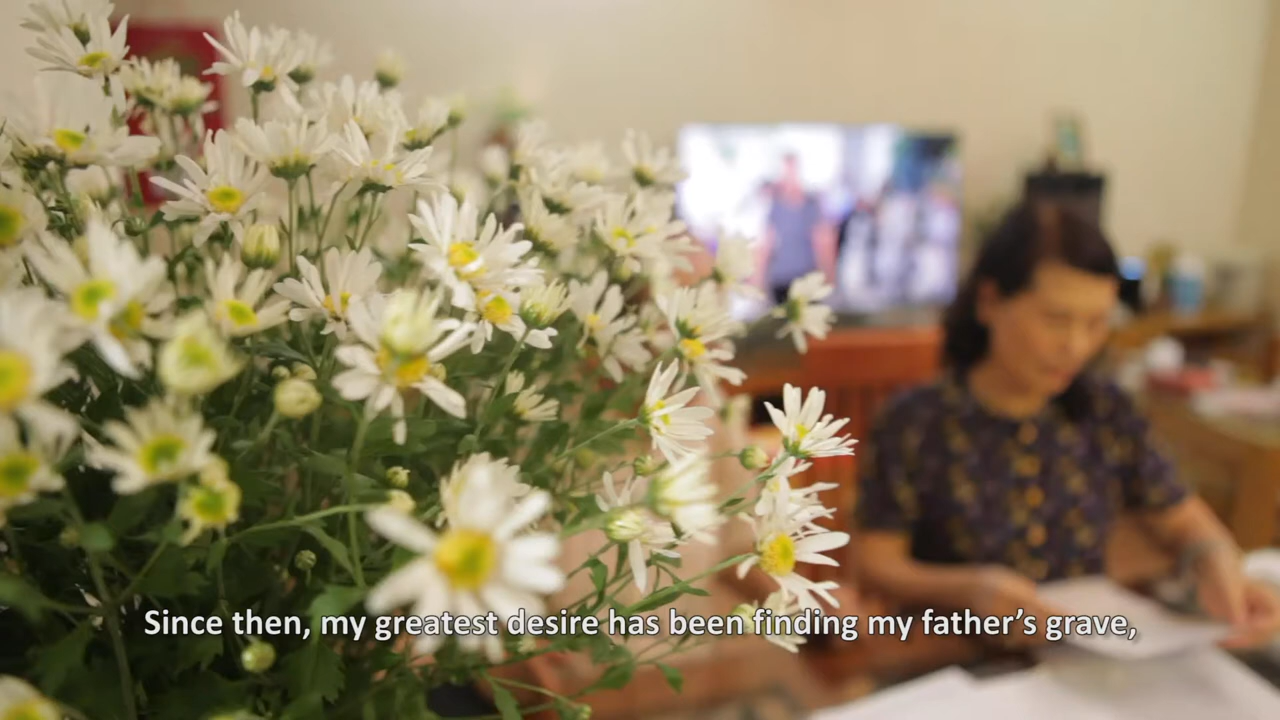 Since then, my greatest desire has been finding my father’s grave,